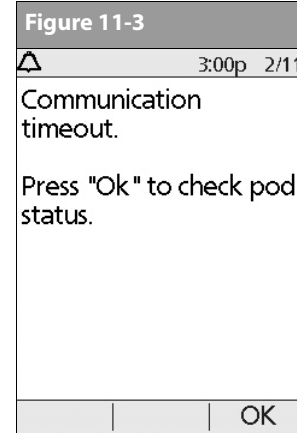 Figure 11-3
3:00p 2/11
Communication
timeout.
Press "Ok" to check pod
status.
OK